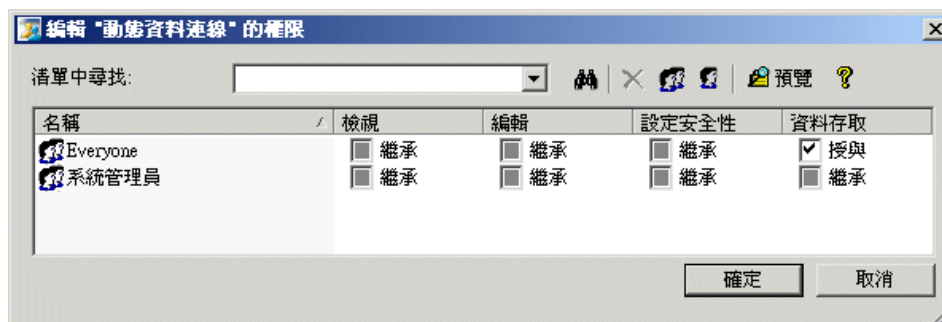 編輯 "動態資料連線" 的權限
清單中尋找: 預覽
名稱 檢視 編輯 設定安全性 資料存取
Everyone 繼承 繼承 繼承 授與
系統管理員 繼承 繼承 繼承 繼承
確定 取消